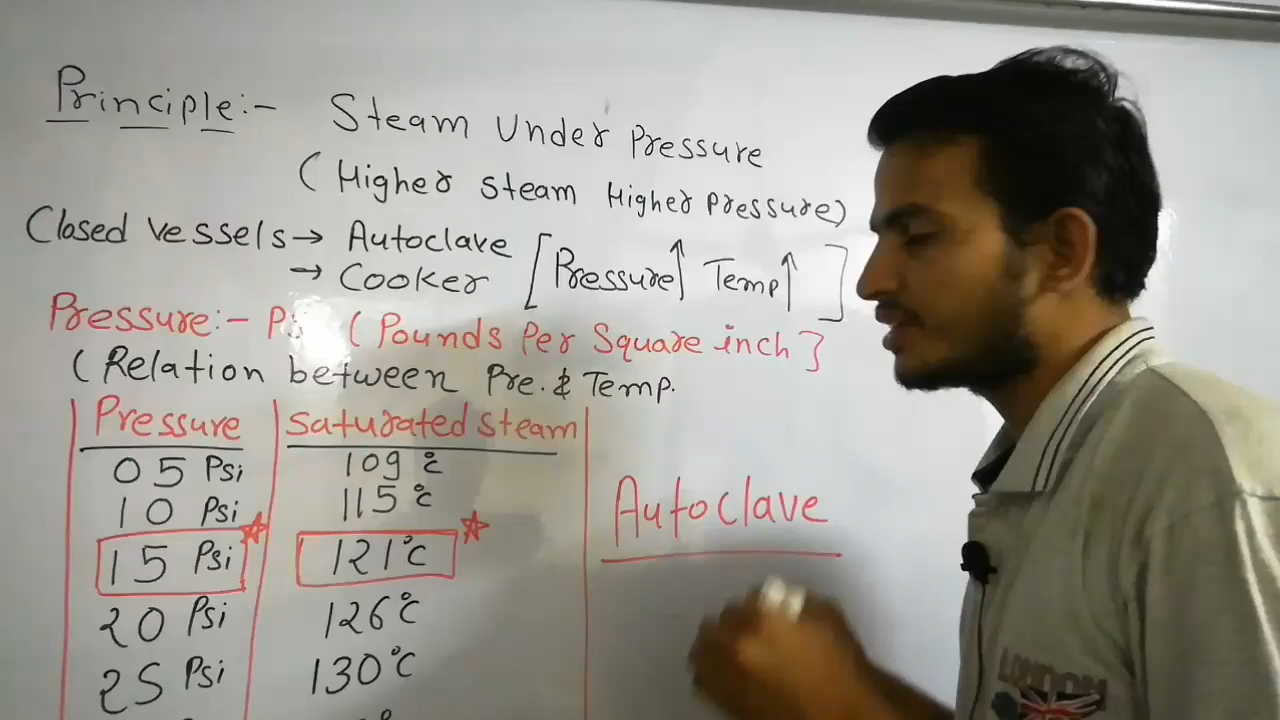 Principle:- Steam Under Pressure
(Higher steam Higher Pressure)
Closed vessels→ Autoclave
→ Cooker [Pressure↑ Temp↑]
Pressure:- (Pounds Per Square inch}
(Relation between Pre. & Temp.
Pressure Saturated steam
05 Psi 109°c
10 Psi 115°c
15 Psi 121°c
20 Psi 126°c
25 Psi 130°c
Autoclave
LONDON